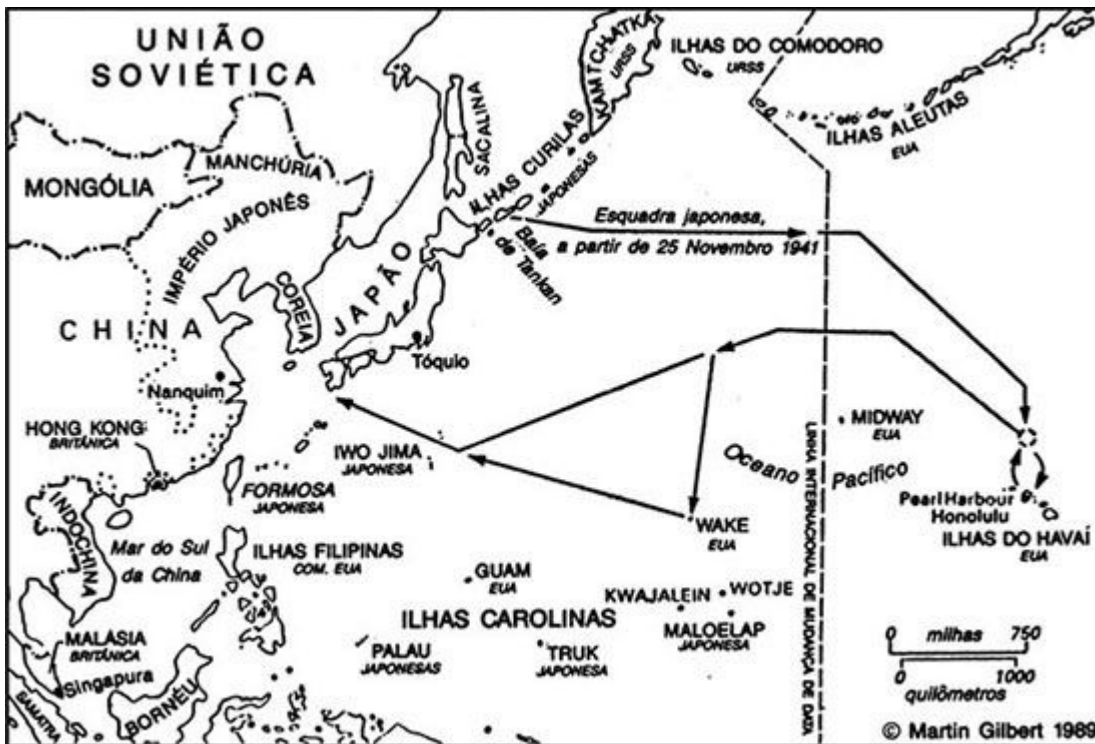 UNIÃO
SOVIÉTICA
MONGÓLIA
MANCHÚRIA
IMPÉRIO JAPONÊS
CHINA
COREIA
JAPÃO
Tóquio
Nanquim
SACALINA
KAMTCHATKA
URSS
ILHAS DO COMODORO
URSS
ILHAS ALEUTAS
EUA
ILHAS CURILAS
JAPONESAS
Baía
de Tankan
Esquadra japonesa,
a partir de 25 Novembro 1941
HONG KONG
BRITÂNICA
FORMOSA
JAPONESA
IWO JIMA
JAPONESA
INDOCHINA
Mar do Sul
da China
ILHAS FILIPINAS
COM. EUA
GUAM
EUA
WAKE
EUA
MIDWAY
EUA
Oceano Pacífico
LINHA INTERNACIONAL DE MUDANÇA DE DATA
Pearl Harbour
Honolulu
ILHAS DO HAVAÍ
EUA
ILHAS CAROLINAS
KWAJALEIN
WOTJE
MALOELAP
JAPONESA
PALAU
JAPONESAS
TRUK
JAPONESA
MALÁSIA
BRITÂNICA
Singapura
SAMATRA
BORNÉU
0 milhas 750
0 1000
quilômetros
© Martin Gilbert 1989